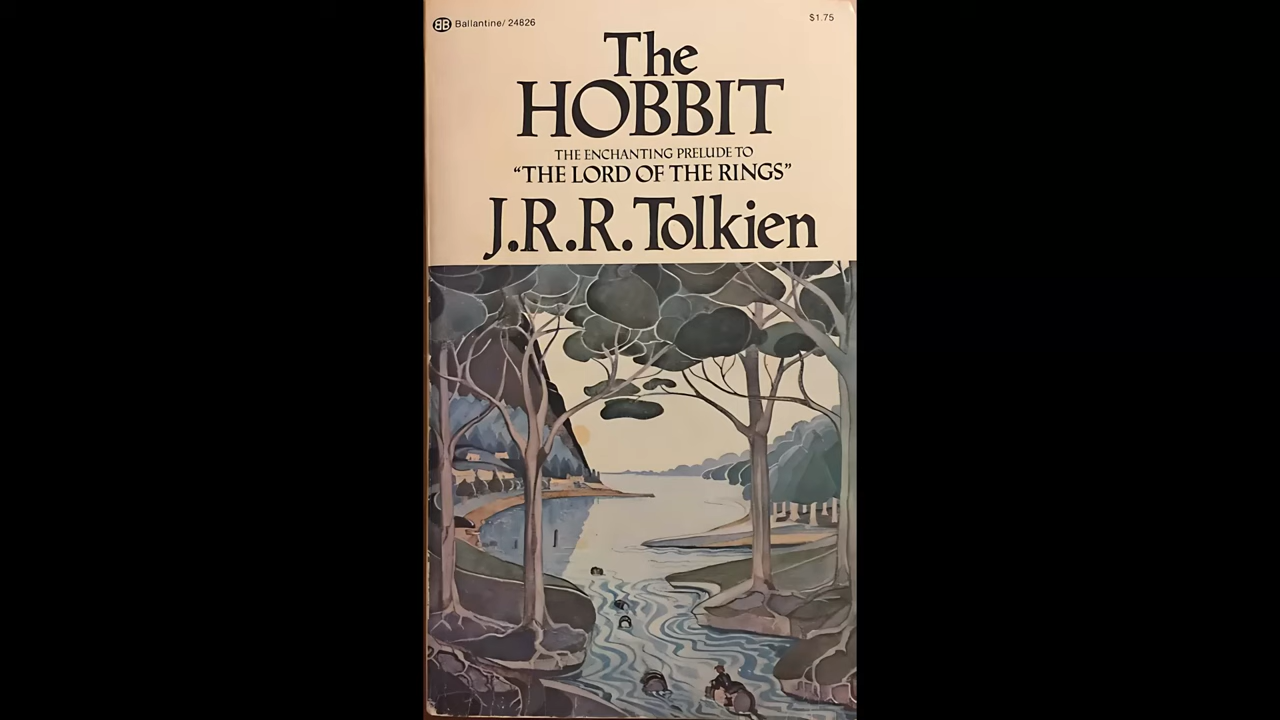 BB Ballantine/24826
$1.75
The
HOBBIT
THE ENCHANTING PRELUDE TO
“THE LORD OF THE RINGS”
J.R.R. Tolkien